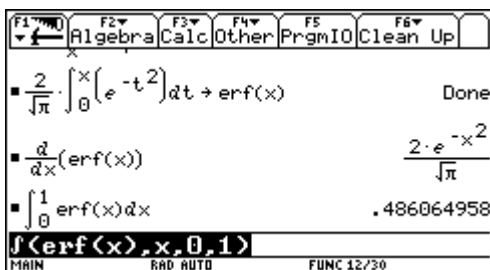 F1 F2 Algebra F3 Calc F4 Other F5 PrgmIO F6 Clean Up
x
▪ 2/√π · ∫₀ˣ(e^-t²)dt → erf(x) Done
▪ d/dx(erf(x)) 2·e^-x²/√π
▪ ∫₀¹ erf(x)dx .486064958
∫(erf(x),x,0,1)
MAIN RAD AUTO FUNC 12/30